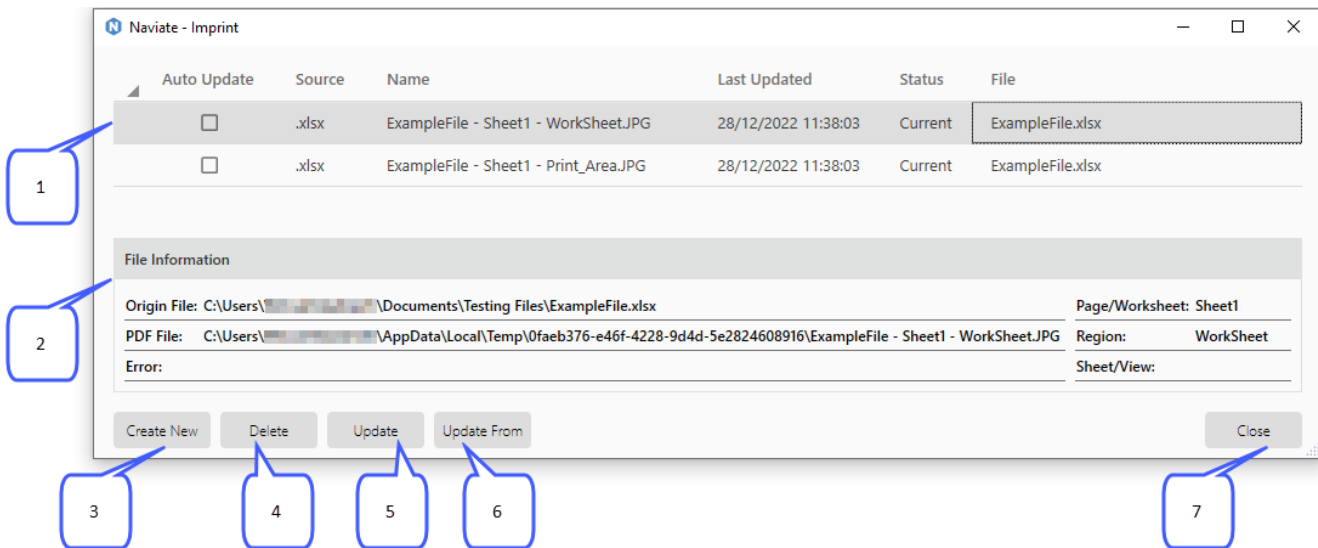 Naviate - Imprint
Auto Update Source Name Last Updated Status File
.xlsx ExampleFile - Sheet1 - WorkSheet.JPG 28/12/2022 11:38:03 Current ExampleFile.xlsx
1
.xlsx ExampleFile - Sheet1 - Print_Area.JPG 28/12/2022 11:38:03 Current ExampleFile.xlsx
File Information
Origin File: C:\Users\ \Documents\Testing Files\ExampleFile.xlsx Page/Worksheet: Sheet1
2
PDF File: C:\Users\ \AppData\Local\Temp\0faeb376-e46f-4228-9d4d-5e2824608916\ExampleFile - Sheet1 - WorkSheet.JPG Region: WorkSheet
Error: Sheet/View:
Create New Delete Update Update From Close
3 4 5 6 7